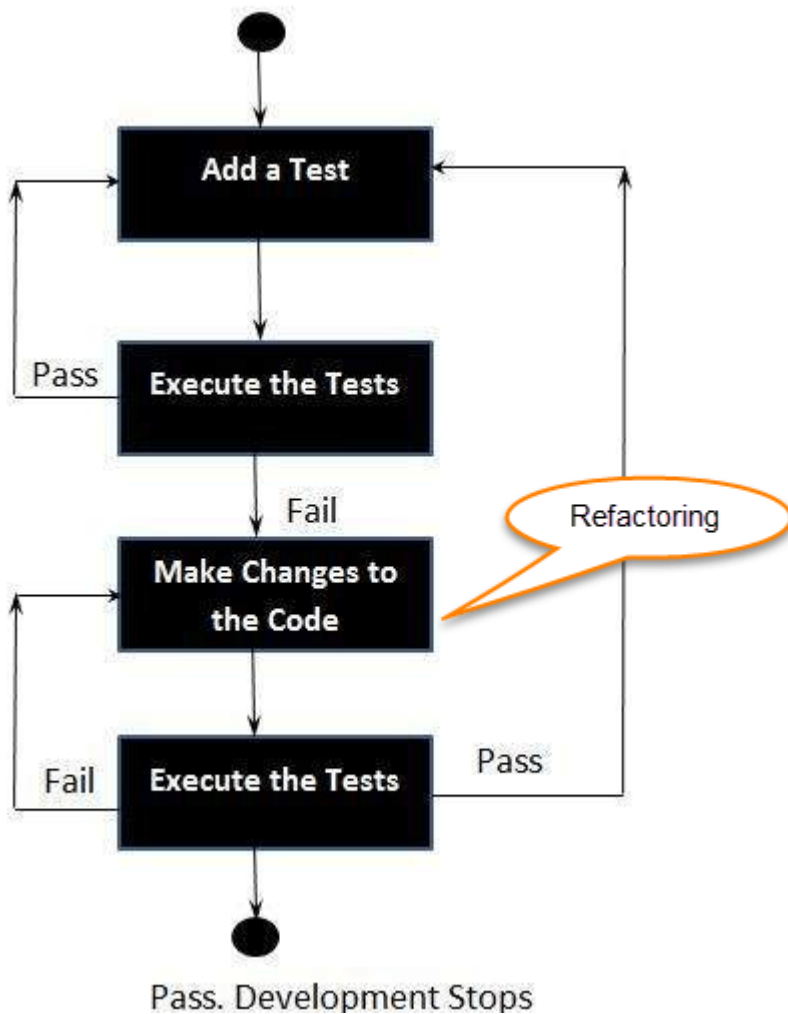 Add a Test
Pass
Execute the Tests
Fail
Refactoring
Make Changes to
the Code
Fail
Execute the Tests
Pass
Pass. Development Stops